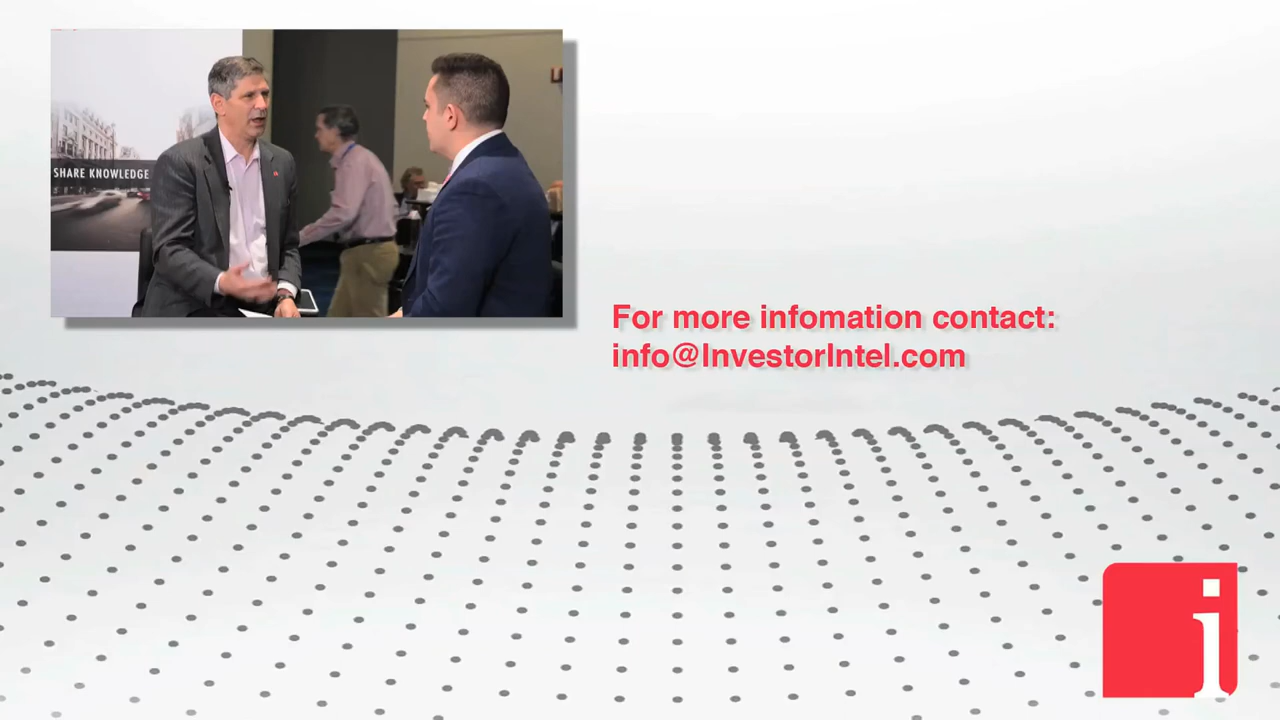 SHARE KNOWLEDGE
For more infomation contact:
info@InvestorIntel.com
i